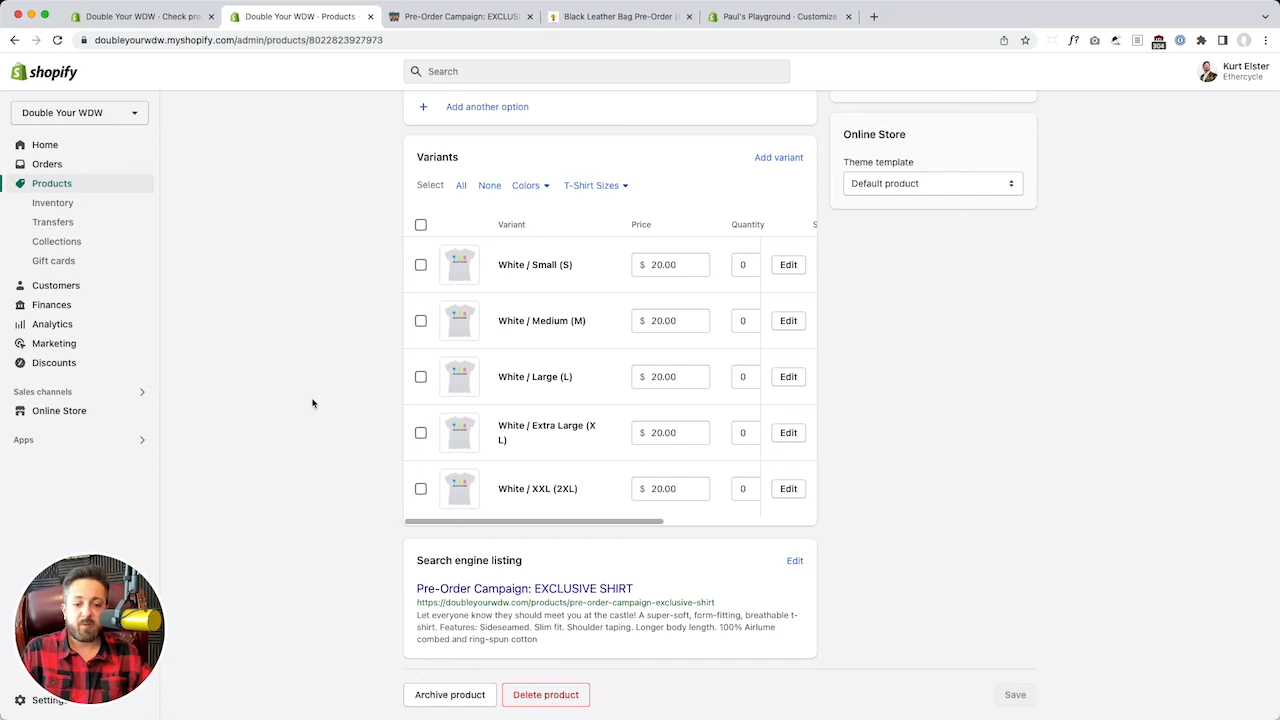 Double Your WDW · Check pro
Double Your WDW · Products ·
Pre-Order Campaign: EXCLUS
Black Leather Bag Pre-Order (
Paul's Playground · Customize
doubleyourwdw.myshopify.com/admin/products/8022823927973
shopify
Search
Kurt Elster
Ethercycle
Double Your WDW
Home
Orders
Products
Inventory
Transfers
Collections
Gift cards
Customers
Finances
Analytics
Marketing
Discounts
Sales channels
Online Store
Apps
Add another option
Variants
Add variant
Select All None Colors T-Shirt Sizes
Variant Price Quantity S
White / Small (S) $ 20.00 0 Edit
White / Medium (M) $ 20.00 0 Edit
White / Large (L) $ 20.00 0 Edit
White / Extra Large (X
L) $ 20.00 0 Edit
White / XXL (2XL) $ 20.00 0 Edit
Search engine listing
Edit
Pre-Order Campaign: EXCLUSIVE SHIRT
https://doubleyourwdw.com/products/pre-order-campaign-exclusive-shirt
Let everyone know they should meet you at the castle! A super-soft, form-fitting, breathable t-
shirt. Features: Sideseamed. Slim fit. Shoulder taping. Longer body length. 100% Airlume
combed and ring-spun cotton
Archive product
Delete product
Save
Online Store
Theme template
Default product
Setting